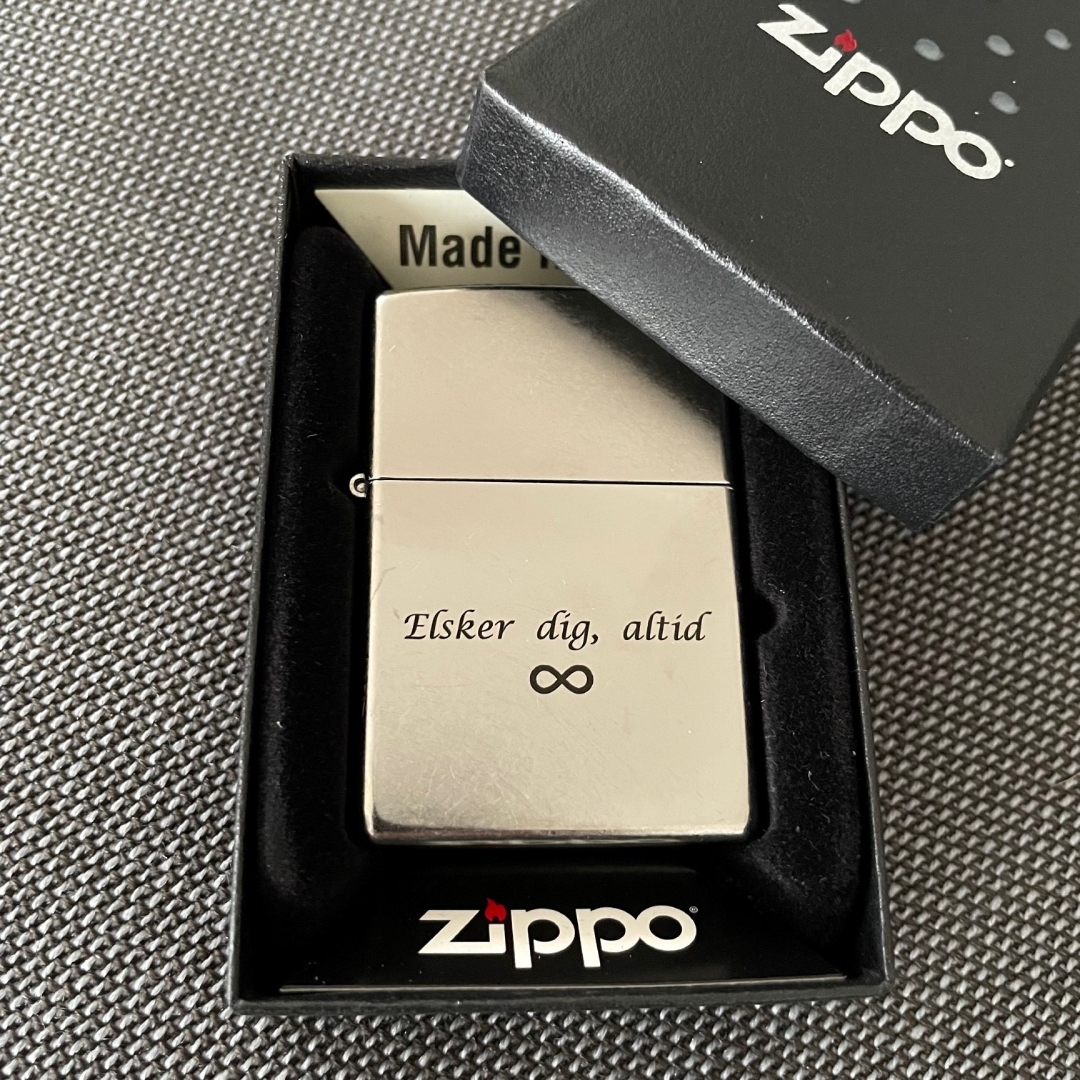 Zippo
Made
Elsker dig, altid
∞
Zippo®